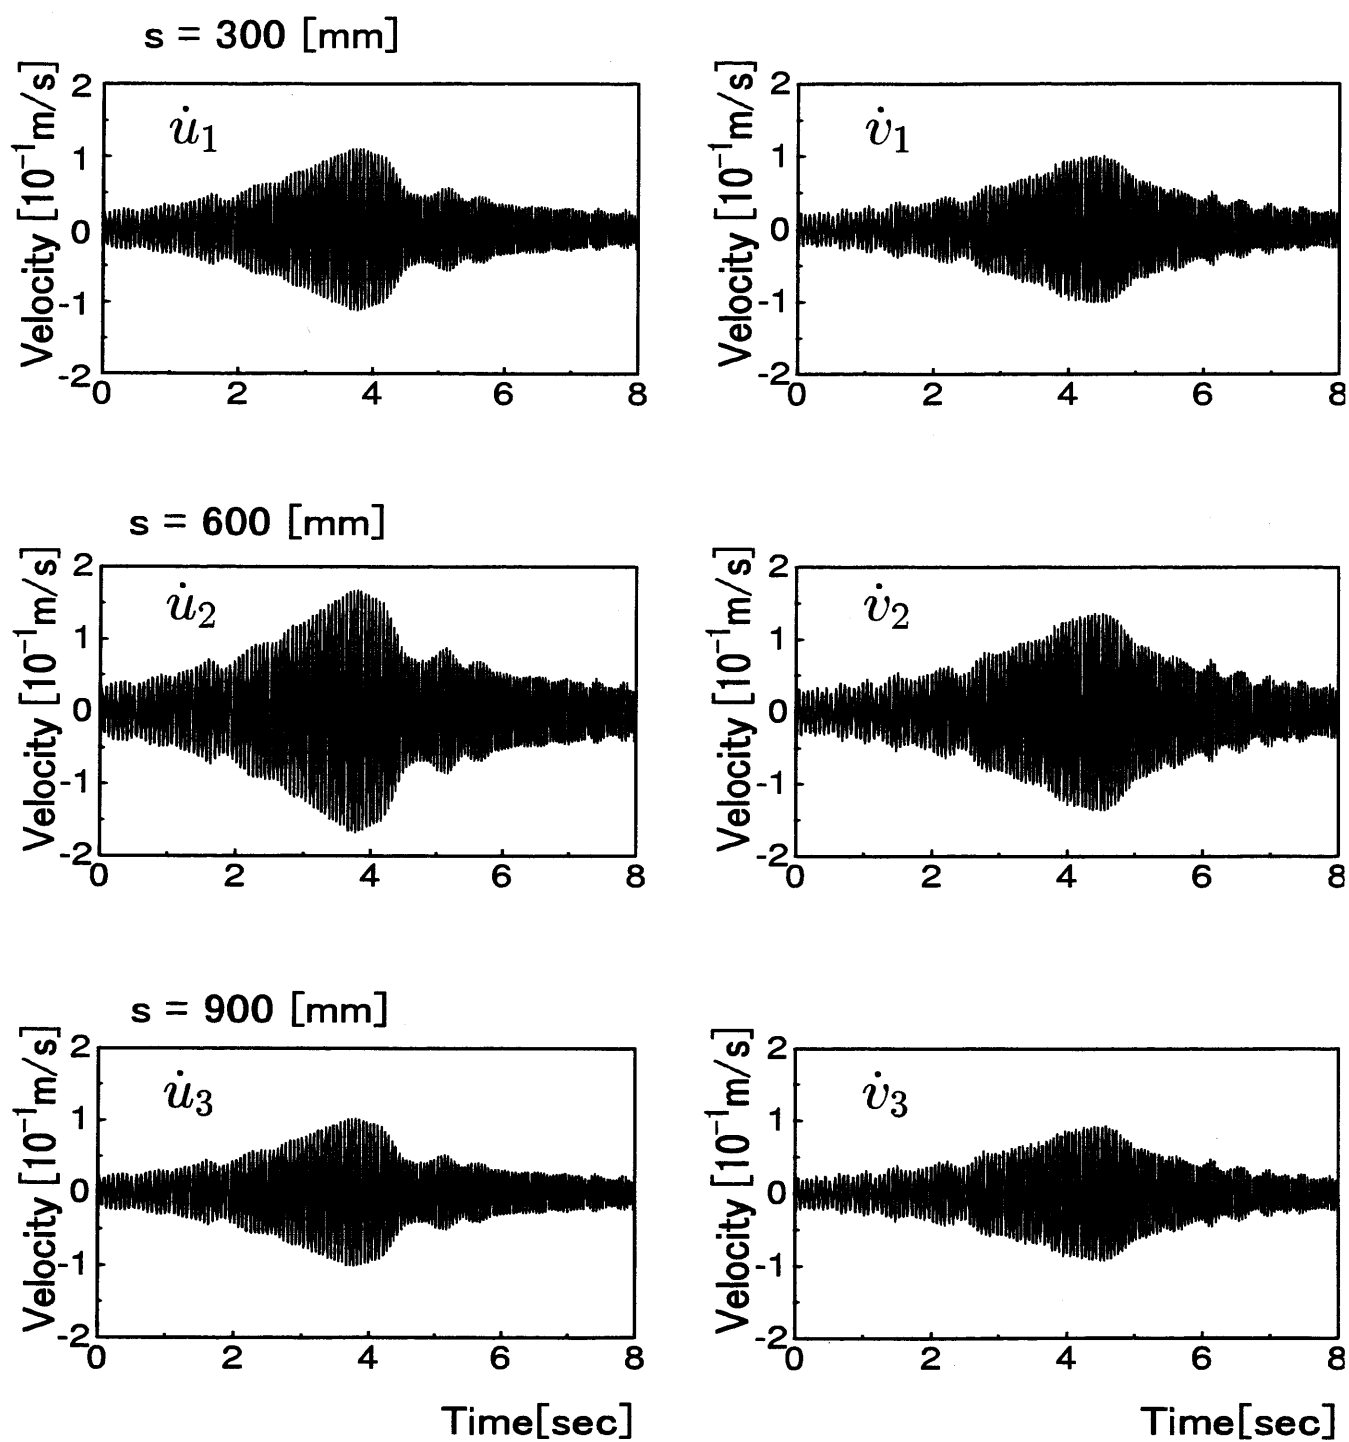 s = 300 [mm]
Velocity [10⁻¹m/s]
2
1
0
-1
-2
u̇₁
0 2 4 6 8
Velocity [10⁻¹m/s]
2
1
0
-1
-2
v̇₁
0 2 4 6 8
s = 600 [mm]
Velocity [10⁻¹m/s]
2
1
0
-1
-2
u̇₂
0 2 4 6 8
Velocity [10⁻¹m/s]
2
1
0
-1
-2
v̇₂
0 2 4 6 8
s = 900 [mm]
Velocity [10⁻¹m/s]
2
1
0
-1
-2
u̇₃
0 2 4 6 8
Time[sec]
Velocity [10⁻¹m/s]
2
1
0
-1
-2
v̇₃
0 2 4 6 8
Time[sec]